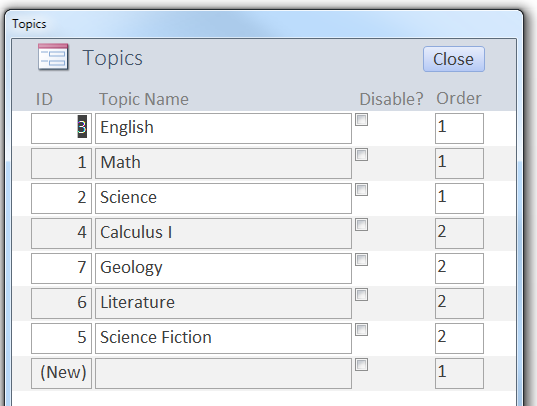 Topics
Topics Close
ID Topic Name Disable? Order
3 English 1
1 Math 1
2 Science 1
4 Calculus I 2
7 Geology 2
6 Literature 2
5 Science Fiction 2
(New) 1